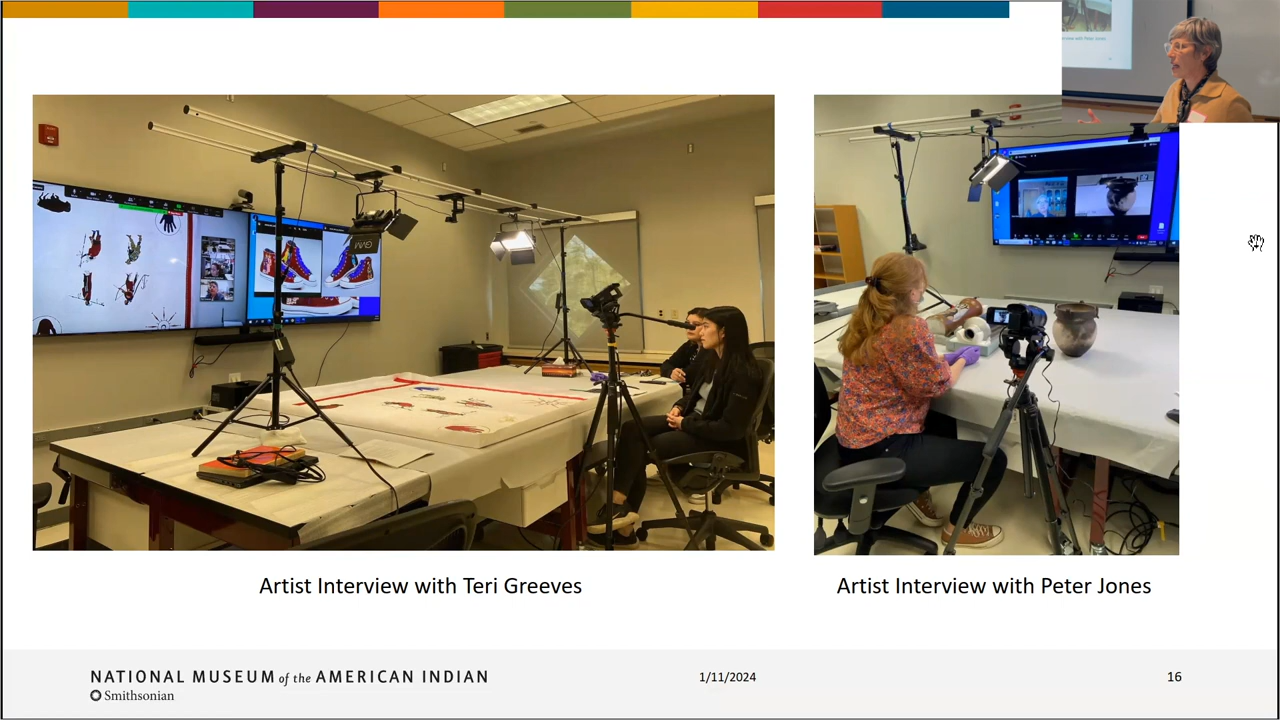 Artist Interview with Teri Greeves
Artist Interview with Peter Jones
NATIONAL MUSEUM of the AMERICAN INDIAN
Smithsonian
1/11/2024
16